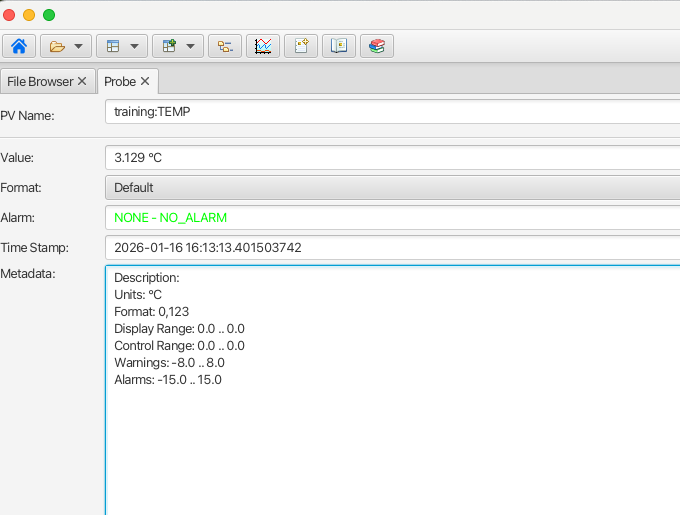 File Browser
Probe
PV Name: training:TEMP
Value: 3.129 ℃
Format: Default
Alarm: NONE - NO_ALARM
Time Stamp: 2026-01-16 16:13:13.401503742
Metadata: Description:
Units: ℃
Format: 0,123
Display Range: 0.0 .. 0.0
Control Range: 0.0 .. 0.0
Warnings: -8.0 .. 8.0
Alarms: -15.0 .. 15.0